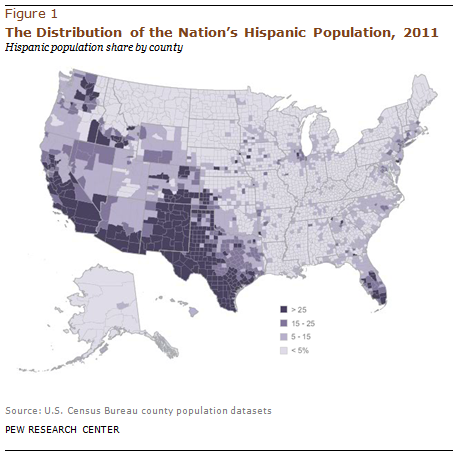 Figure 1
The Distribution of the Nation's Hispanic Population, 2011
Hispanic population share by county
> 25
15 - 25
5 - 15
< 5%
Source: U.S. Census Bureau county population datasets
PEW RESEARCH CENTER